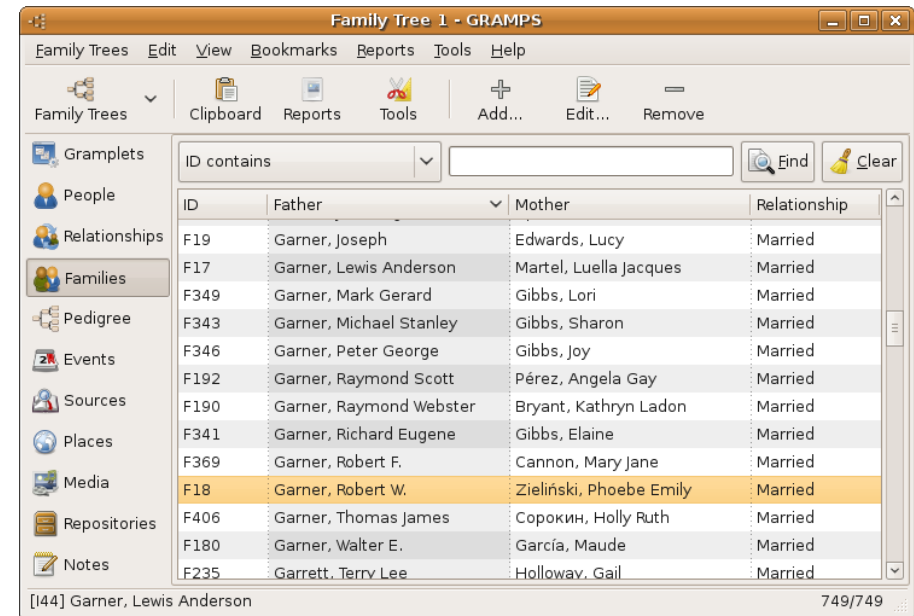 Family Tree 1 - GRAMPS
Family Trees Edit View Bookmarks Reports Tools Help
Family Trees Clipboard Reports Tools Add... Edit... Remove
Gramplets
People
Relationships
Families
Pedigree
Events
Sources
Places
Media
Repositories
Notes
ID contains Find Clear
ID Father Mother Relationship
F19 Garner, Joseph Edwards, Lucy Married
F17 Garner, Lewis Anderson Martel, Luella Jacques Married
F349 Garner, Mark Gerard Gibbs, Lori Married
F343 Garner, Michael Stanley Gibbs, Sharon Married
F346 Garner, Peter George Gibbs, Joy Married
F192 Garner, Raymond Scott Pérez, Angela Gay Married
F190 Garner, Raymond Webster Bryant, Kathryn Ladon Married
F341 Garner, Richard Eugene Gibbs, Elaine Married
F369 Garner, Robert F. Cannon, Mary Jane Married
F18 Garner, Robert W. Zieliński, Phoebe Emily Married
F406 Garner, Thomas James Сорокин, Holly Ruth Married
F180 Garner, Walter E. García, Maude Married
F235 Garrett, Terry Lee Holloway, Gail Married
[I44] Garner, Lewis Anderson 749/749